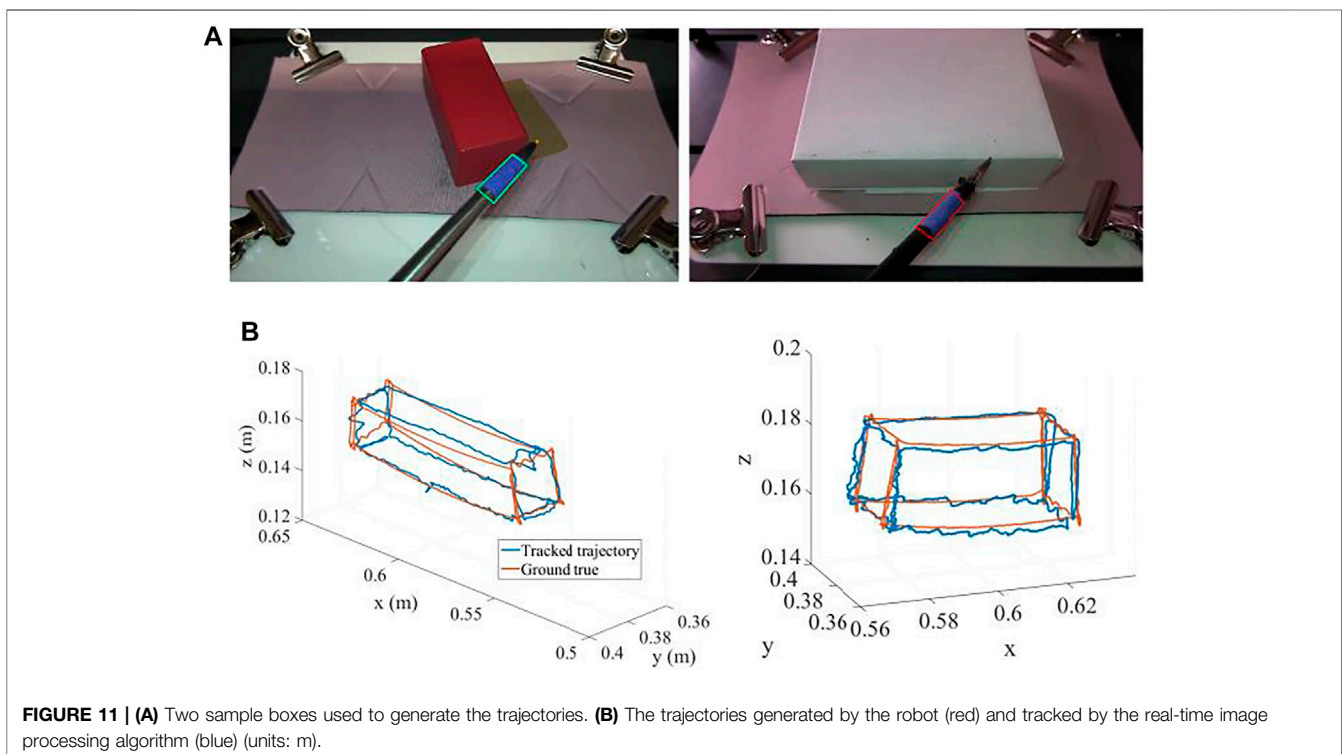 A
B
0.18
0.16
0.14
0.12
0.65
z (m)
0.6
x (m)
0.55
0.5
0.4
0.38
0.36
y (m)
Tracked trajectory
Ground true
0.2
0.18
0.16
0.14
z
0.4
0.38
0.36
y
0.56
0.58
0.6
0.62
x
FIGURE 11 | (A) Two sample boxes used to generate the trajectories. (B) The trajectories generated by the robot (red) and tracked by the real-time image
processing algorithm (blue) (units: m).